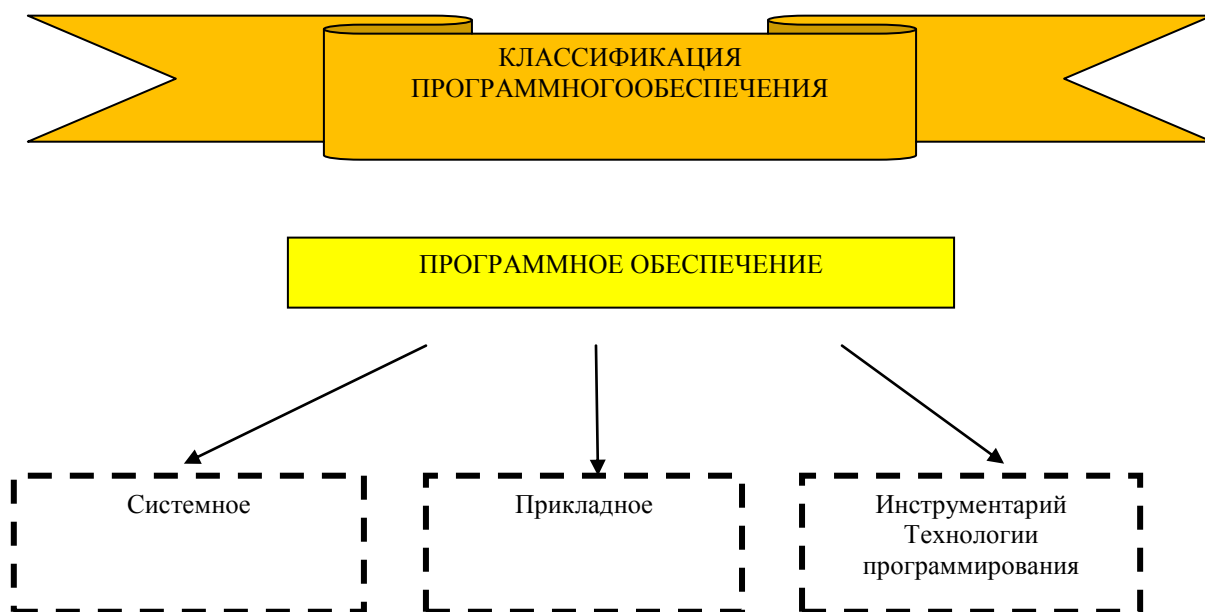 КЛАССИФИКАЦИЯ
ПРОГРАММНОГООБЕСПЕЧЕНИЯ
ПРОГРАММНОЕ ОБЕСПЕЧЕНИЕ
Системное
Прикладное
Инструментарий
Технологии
программирования